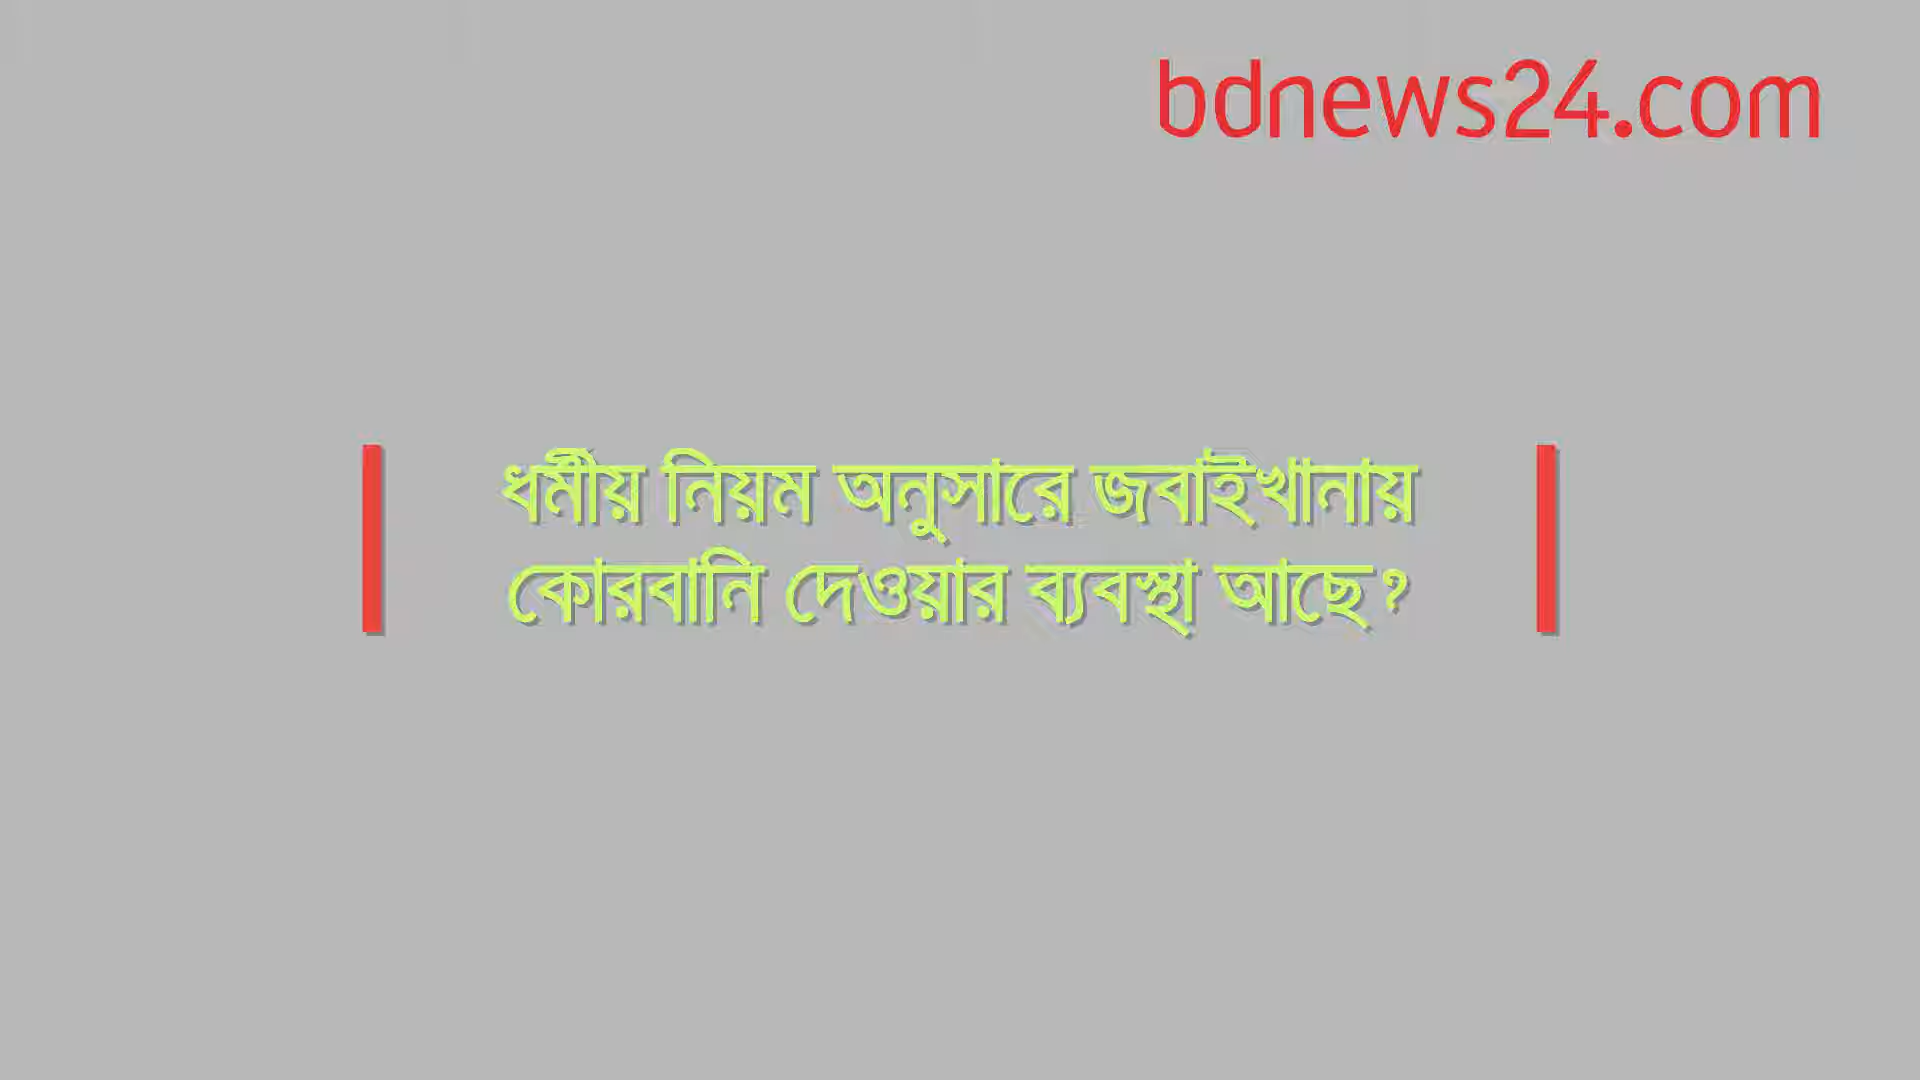 bdnews24.com
ধর্মীয় নিয়ম অনুসারে জবাইখানায়
কোরবানি দেওয়ার ব্যবস্থা আছে?